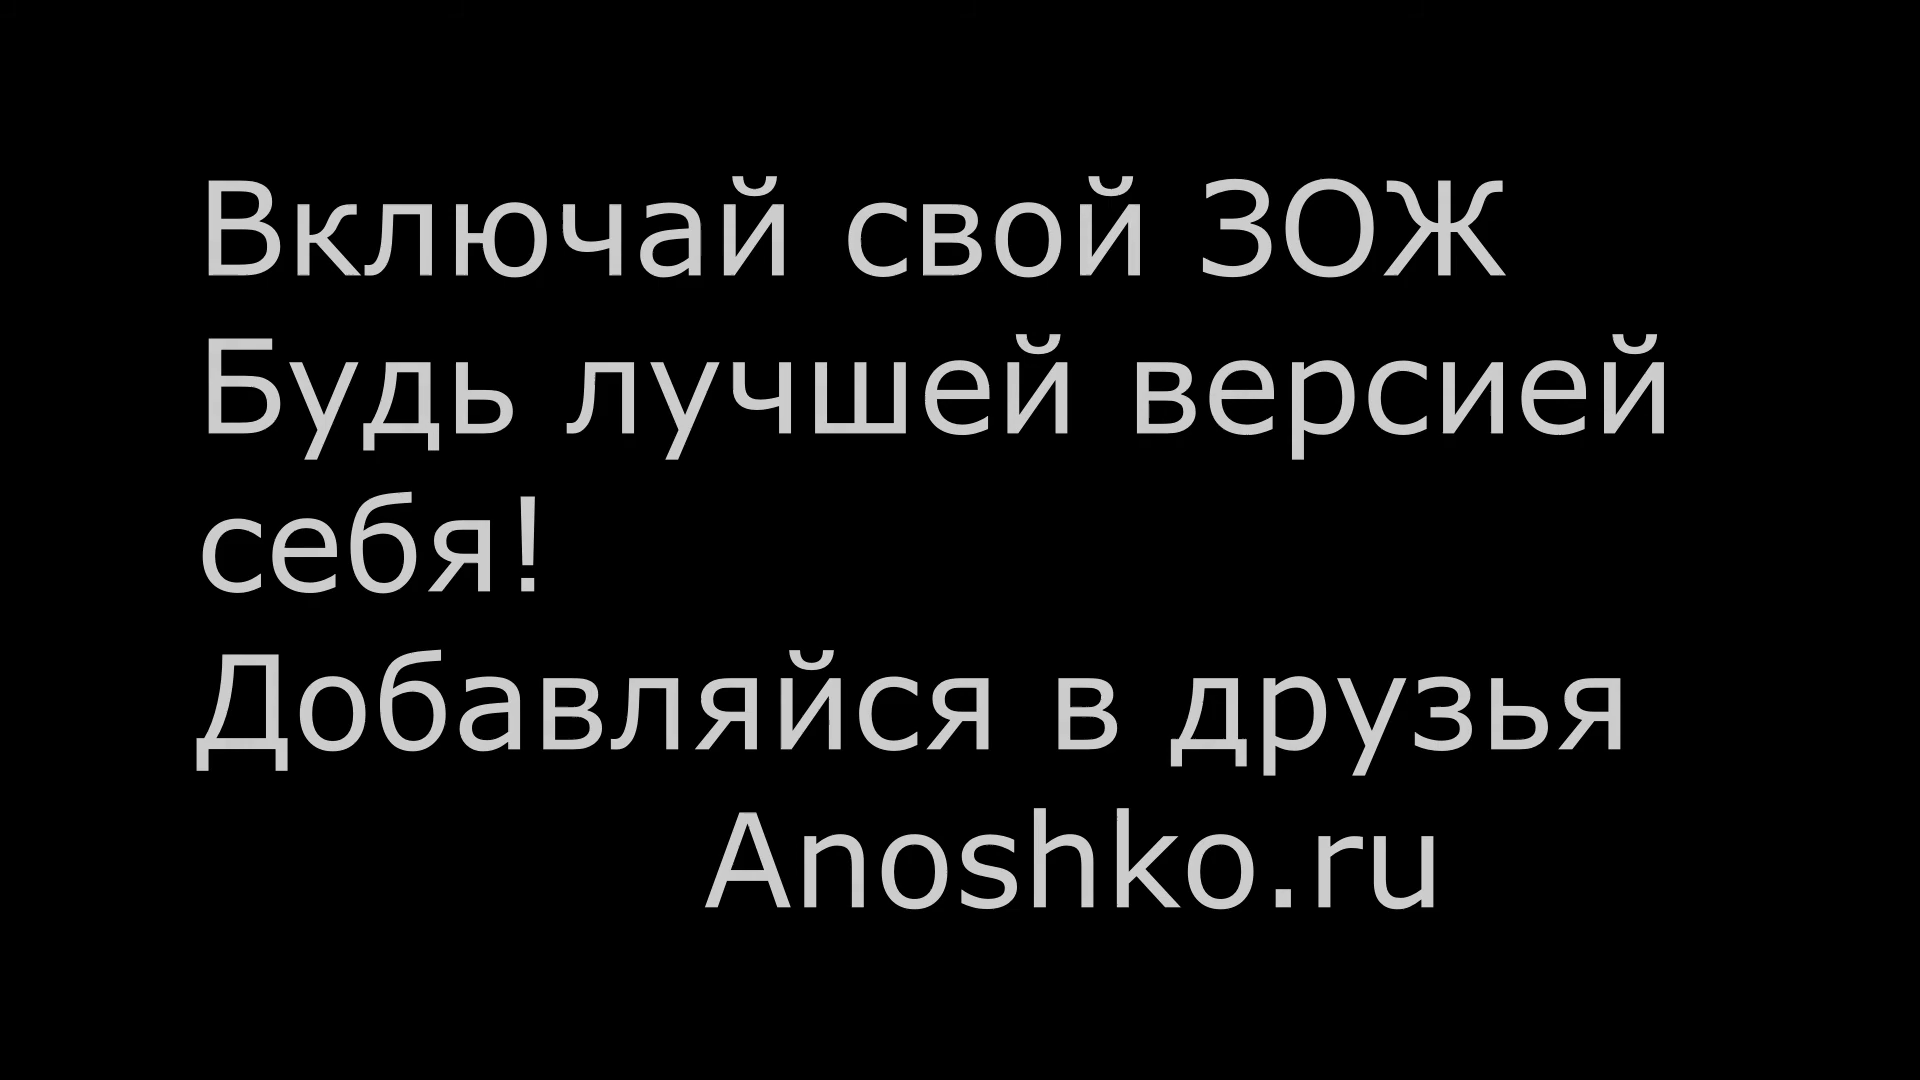 Включай свой ЗОЖ
Будь лучшей версией
себя!
Добавляйся в друзья
Anoshko.ru